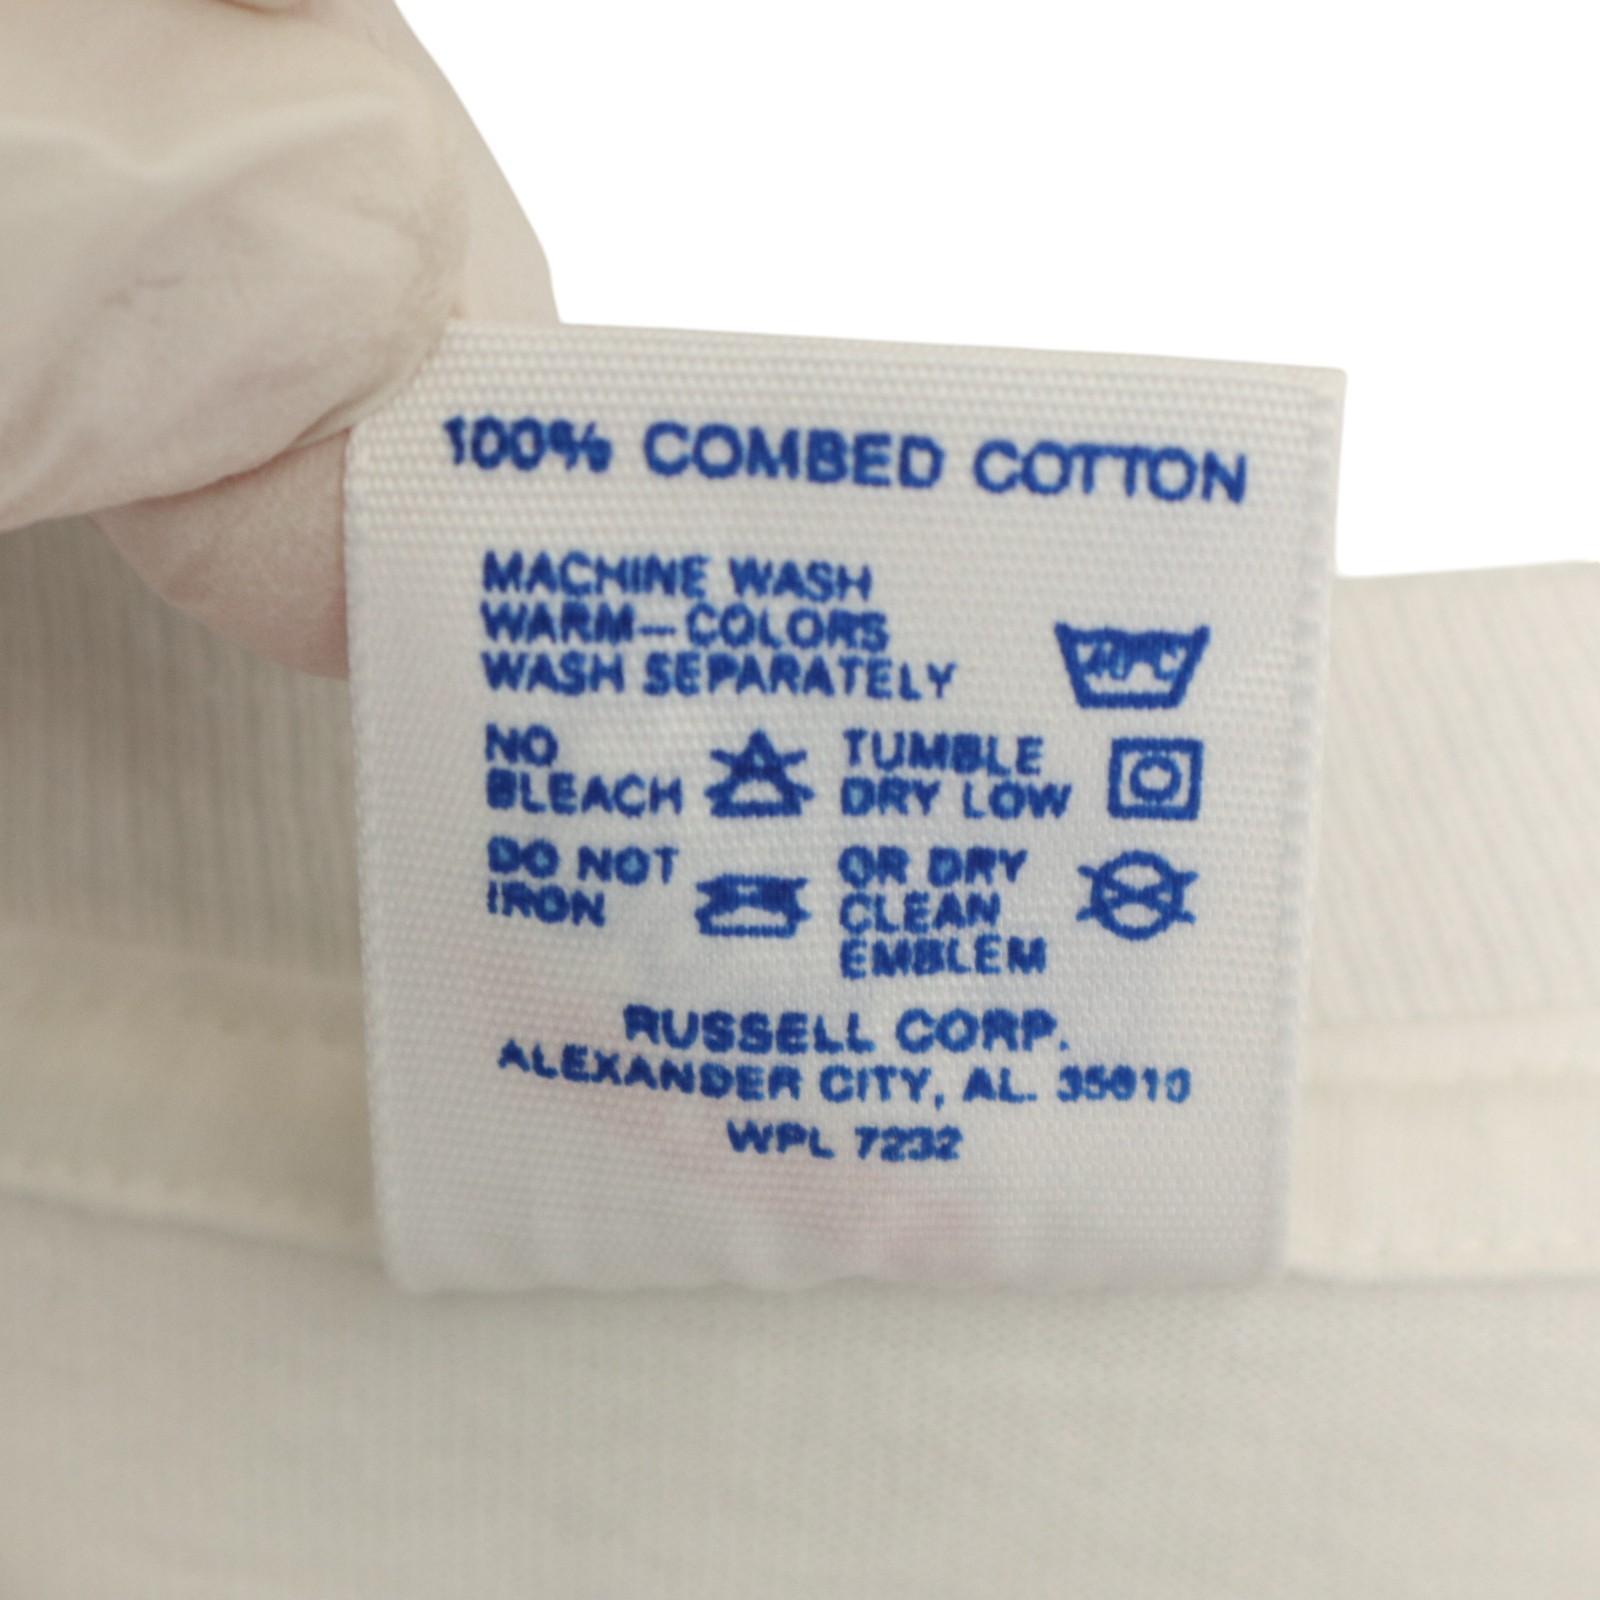 100% COMBED COTTON
MACHINE WASH
WARM—COLORS
WASH SEPARATELY
NO
BLEACH
TUMBLE
DRY LOW
DO NOT
IRON
OR DRY
CLEAN
EMBLEM
RUSSELL CORP.
ALEXANDER CITY, AL. 35010
WPL 7232